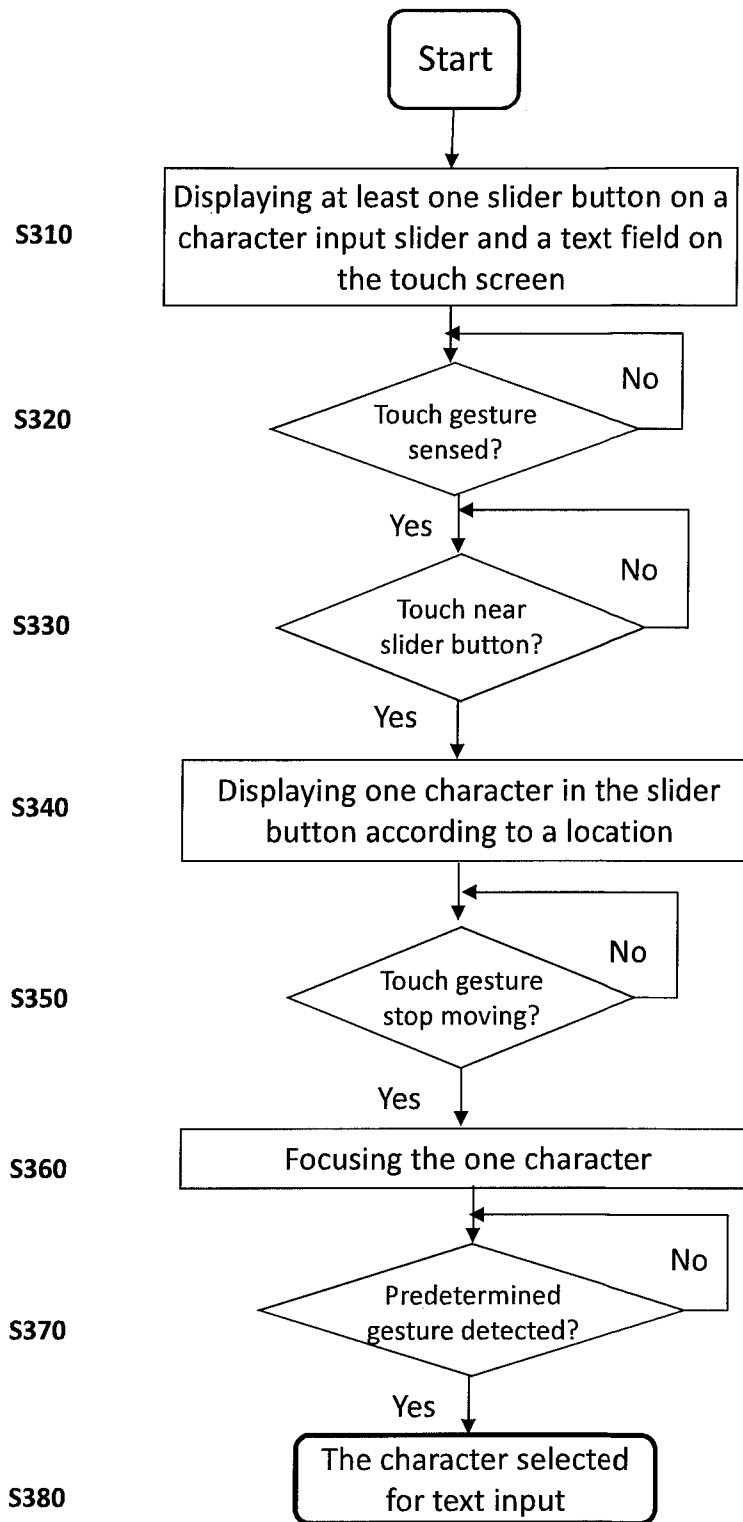 Start
S310
Displaying at least one slider button on a
character input slider and a text field on
the touch screen
No
S320
Touch gesture
sensed?
Yes
No
S330
Touch near
slider button?
Yes
S340
Displaying one character in the slider
button according to a location
No
S350
Touch gesture
stop moving?
Yes
S360
Focusing the one character
No
S370
Predetermined
gesture detected?
Yes
S380
The character selected
for text input